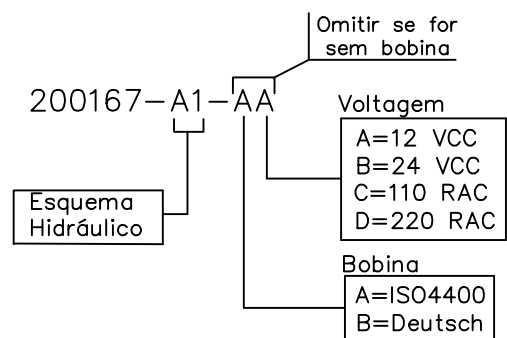 Omitir se for
sem bobina
200167-A1-AA
Voltagem
A=12 VCC
B=24 VCC
C=110 RAC
D=220 RAC
Esquema
Hidráulico
Bobina
A=ISO4400
B=Deutsch